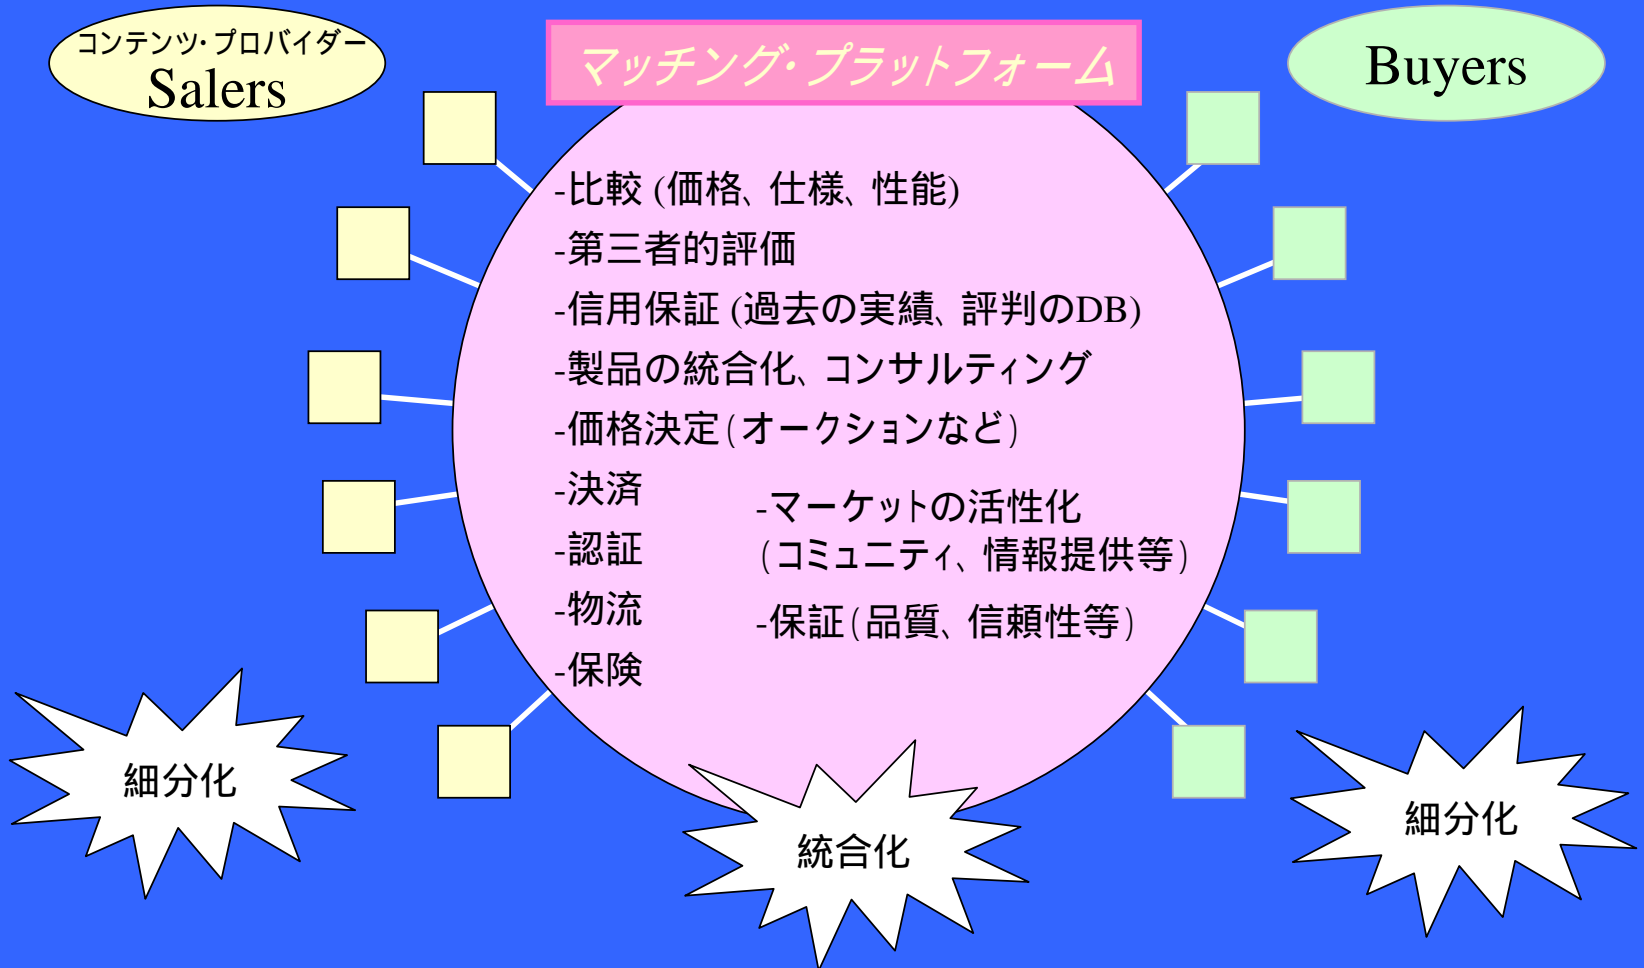 コンテンツ・プロバイダー
Salers
マッチング・プラットフォーム
Buyers
-比較 (価格、仕様、性能)
-第三者的評価
-信用保証 (過去の実績、評判のDB)
-製品の統合化、コンサルティング
-価格決定(オークションなど)
-決済
-認証
-物流
-保険
-マーケットの活性化
(コミュニティ、情報提供等)
-保証(品質、信頼性等)
細分化
統合化
細分化